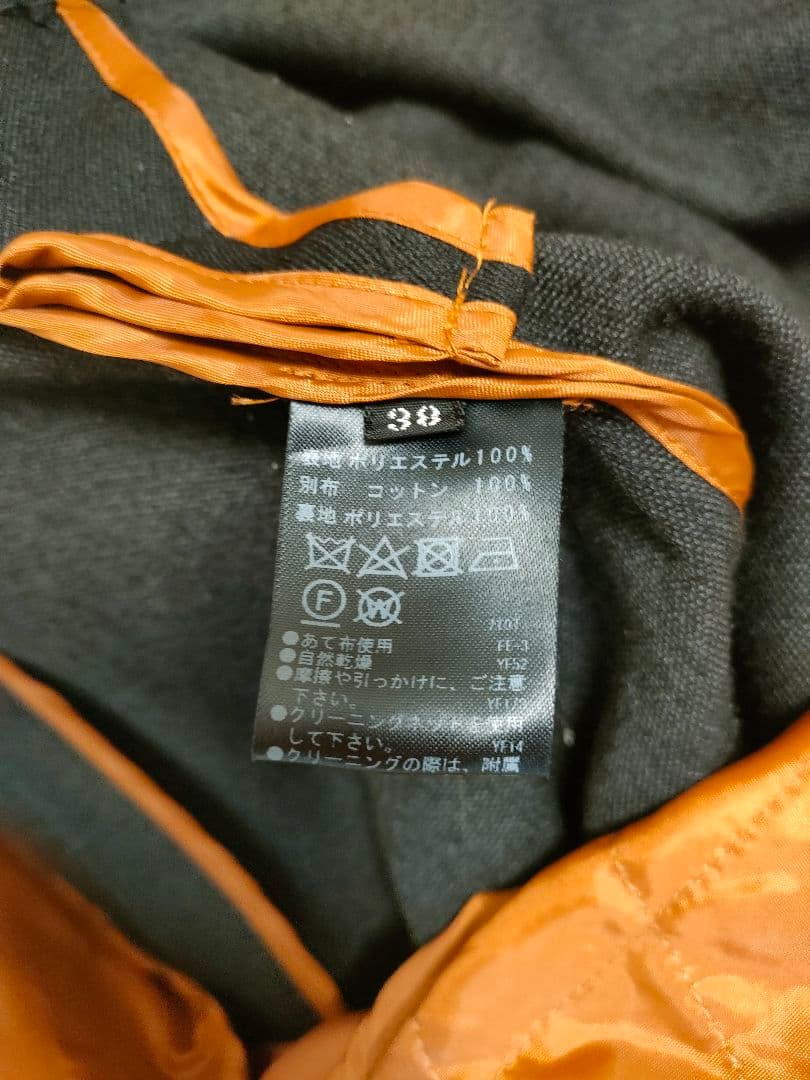 38
表地 ポリエステル100%
別布 コットン 100%
裏地 ポリエステル100%
F W
●あて布使用
●自然乾燥 YF52
●摩擦や引っかけに、ご注意
下さい。
●クリーニングネットを使用
して下さい。 YF14
●クリーニングの際は、附属